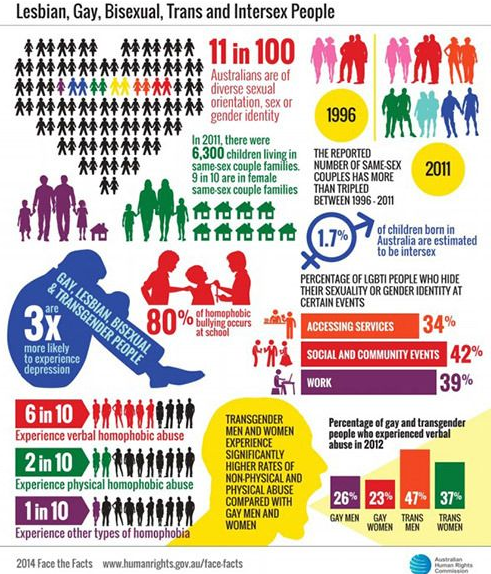 Lesbian, Gay, Bisexual, Trans and Intersex People
11 in 100
Australians are of
diverse sexual
orientation, sex or
gender identity
In 2011, there were
6,300 children living in
same-sex couple families.
9 in 10 are in female
same-sex couple families
1996
2011
THE REPORTED
NUMBER OF SAME-SEX
COUPLES HAS MORE
THAN TRIPLED
BETWEEN 1996 - 2011
1.7%
of children born in
Australia are estimated
to be intersex
GAY, LESBIAN, BISEXUAL
& TRANSGENDER PEOPLE
are
3x
more likely
to experience
depression
80%
of homophobic
bullying occurs
at school
PERCENTAGE OF LGBTI PEOPLE WHO HIDE
THEIR SEXUALITY OR GENDER IDENTITY AT
CERTAIN EVENTS
ACCESSING SERVICES 34%
SOCIAL AND COMMUNITY EVENTS 42%
WORK 39%
6 in 10
Experience verbal homophobic abuse
2 in 10
Experience physical homophobic abuse
1 in 10
Experience other types of homophobia
TRANSGENDER
MEN AND WOMEN
EXPERIENCE
SIGNIFICANTLY
HIGHER RATES OF
NON-PHYSICAL AND
PHYSICAL ABUSE
COMPARED WITH
GAY MEN AND
WOMEN
Percentage of gay and transgender
people who experienced verbal
abuse in 2012
26% 23% 47% 37%
GAY MEN GAY WOMEN TRANS MEN TRANS WOMEN
2014 Face the Facts www.humanrights.gov.au/face-facts
Australian
Human Rights
Commission